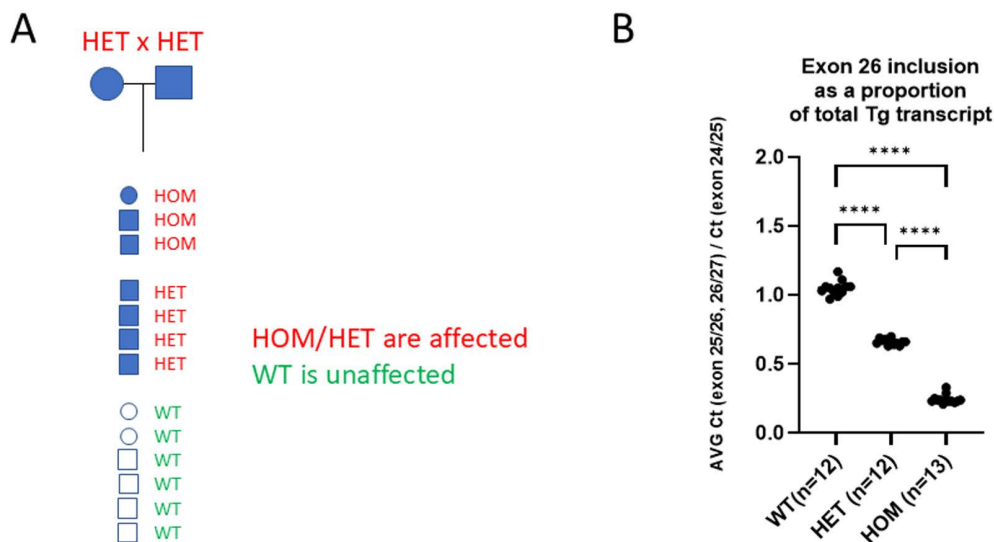 A
HET x HET
HOM
HOM
HOM
HET
HET
HET
HET
WT
WT
WT
WT
WT
WT
HOM/HET are affected
WT is unaffected
B
Exon 26 inclusion
as a proportion
of total Tg transcript
AVG Ct (exon 25/26, 26/27) / Ct (exon 24/25)
2.0
1.5
1.0
0.5
0.0
****
****
****
WT(n=12)
HET (n=12)
HOM (n=13)